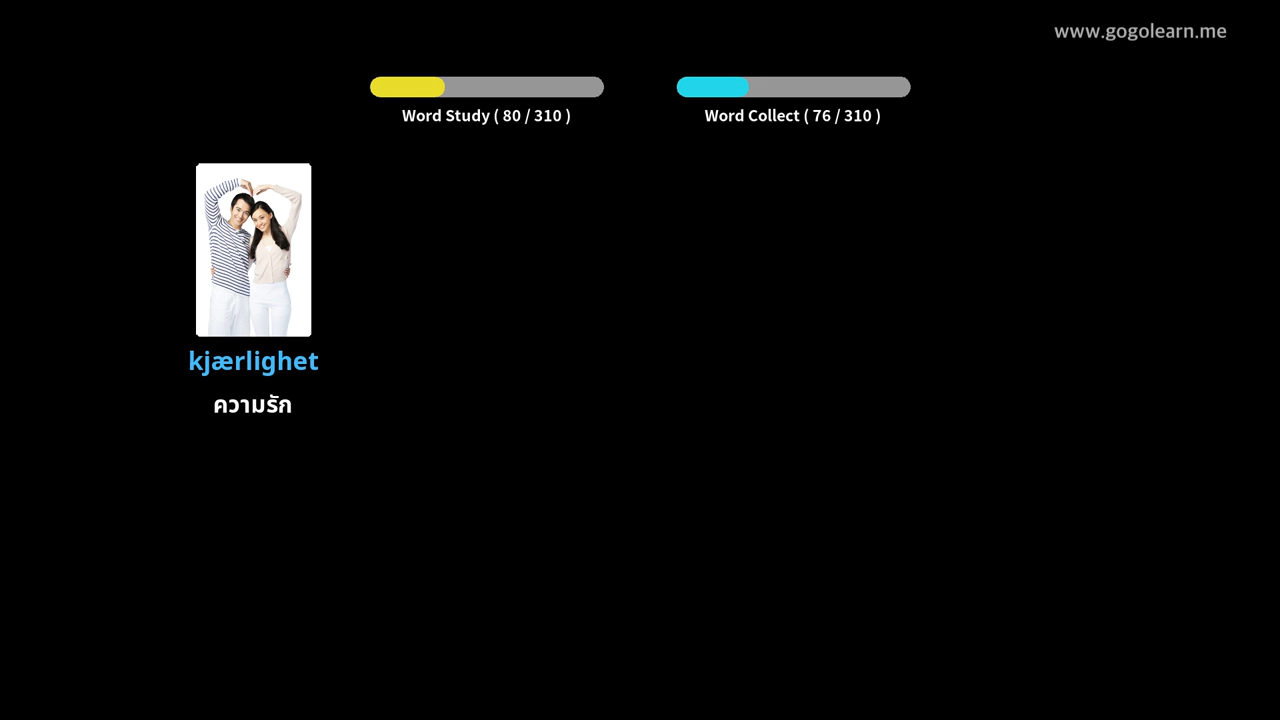 www.gogolearn.me
Word Study ( 80 / 310 )
Word Collect ( 76 / 310 )
kjærlighet
ความรัก